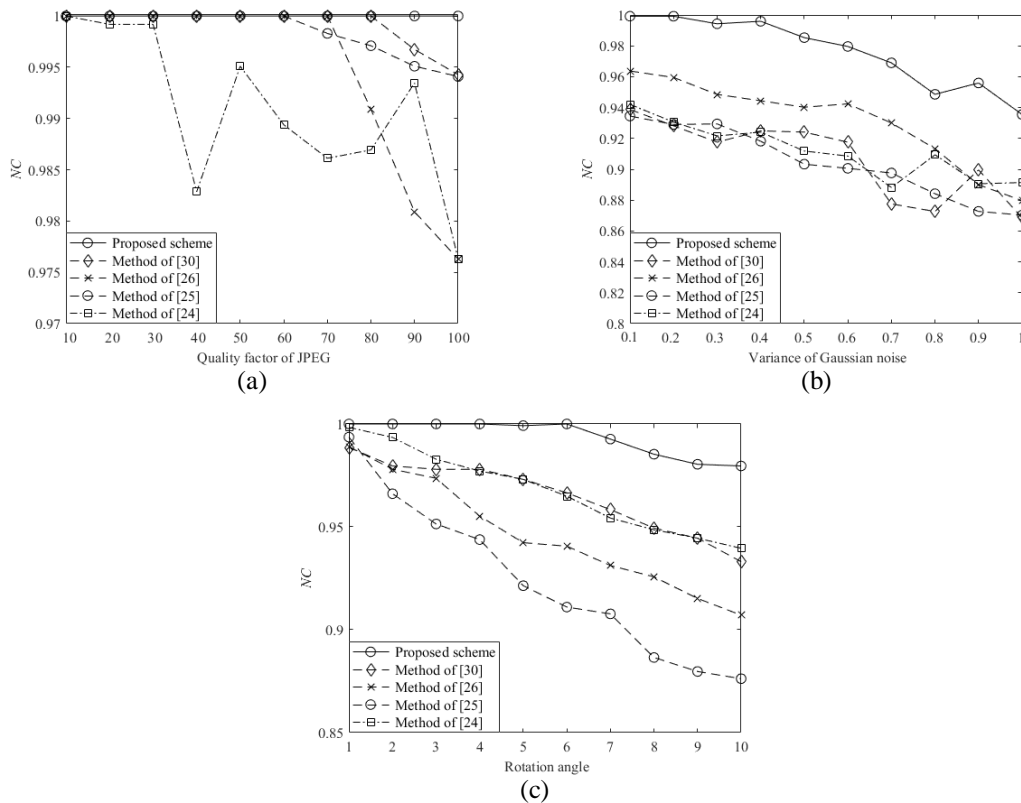 1
0.995
0.99
0.985
0.98
0.975
0.97
NC
Proposed scheme
Method of [30]
Method of [26]
Method of [25]
Method of [24]
10 20 30 40 50 60 70 80 90 100
Quality factor of JPEG
(a)
1
0.98
0.96
0.94
0.92
0.9
0.88
0.86
0.84
0.82
0.8
NC
Proposed scheme
Method of [30]
Method of [26]
Method of [25]
Method of [24]
0.1 0.2 0.3 0.4 0.5 0.6 0.7 0.8 0.9 1
Variance of Gaussian noise
(b)
1
0.95
0.9
0.85
NC
Proposed scheme
Method of [30]
Method of [26]
Method of [25]
Method of [24]
1 2 3 4 5 6 7 8 9 10
Rotation angle
(c)